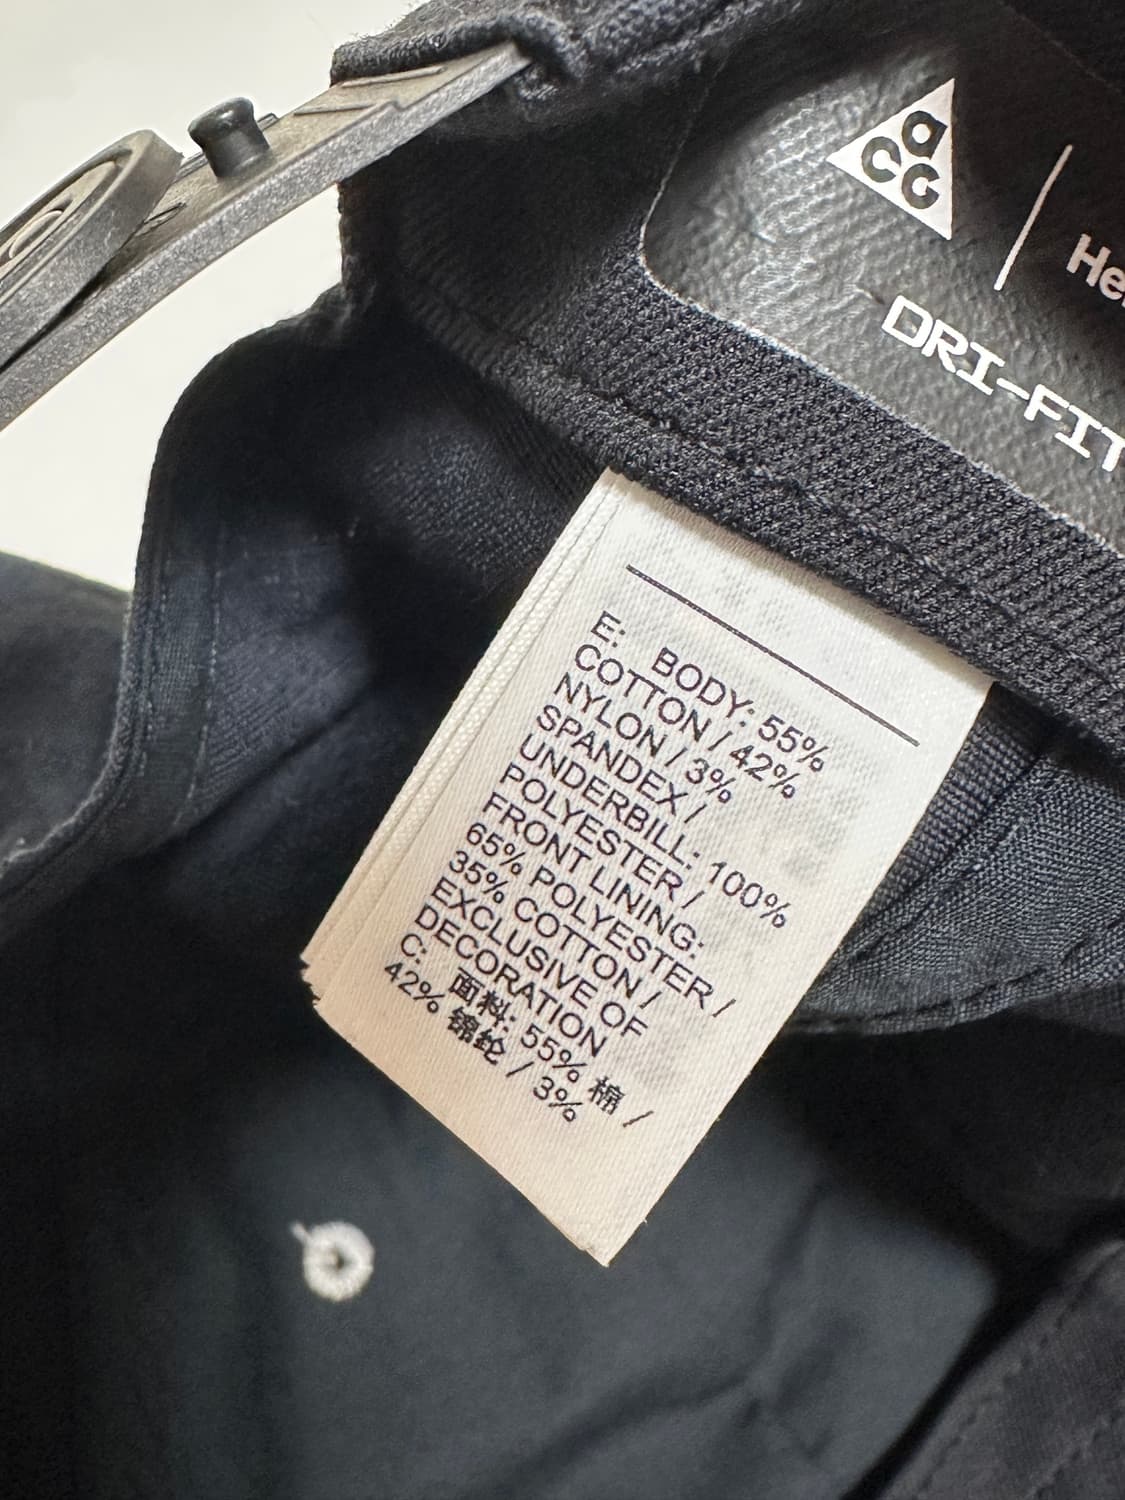 acg
He
DRI-FIT
E: BODY: 55%
COTTON / 42%
NYLON / 3%
SPANDEX /
UNDERBILL: 100%
POLYESTER /
FRONT LINING:
65% POLYESTER /
35% COTTON /
EXCLUSIVE OF
DECORATION
C: 面料: 55% 棉 /
42% 锦纶 / 3%